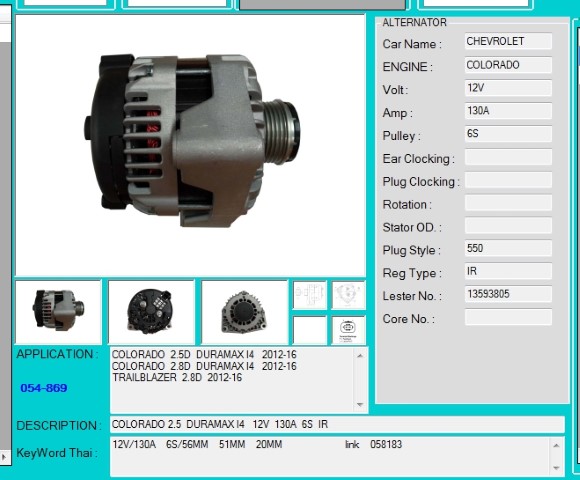 ALTERNATOR
Car Name : CHEVROLET
ENGINE : COLORADO
Volt : 12V
Amp : 130A
Pulley : 6S
Ear Clocking :
Plug Clocking :
Rotation :
Stator OD. :
Plug Style : 550
Reg Type : IR
Lester No. : 13593805
Core No. :
APPLICATION :
COLORADO 2.5D DURAMAX I4 2012-16
COLORADO 2.8D DURAMAX I4 2012-16
TRAILBLAZER 2.8D 2012-16
054-869
DESCRIPTION : COLORADO 2.5 DURAMAX I4 12V 130A 6S IR
KeyWord Thai : 12V/130A 6S/56MM 51MM 20MM link 058183